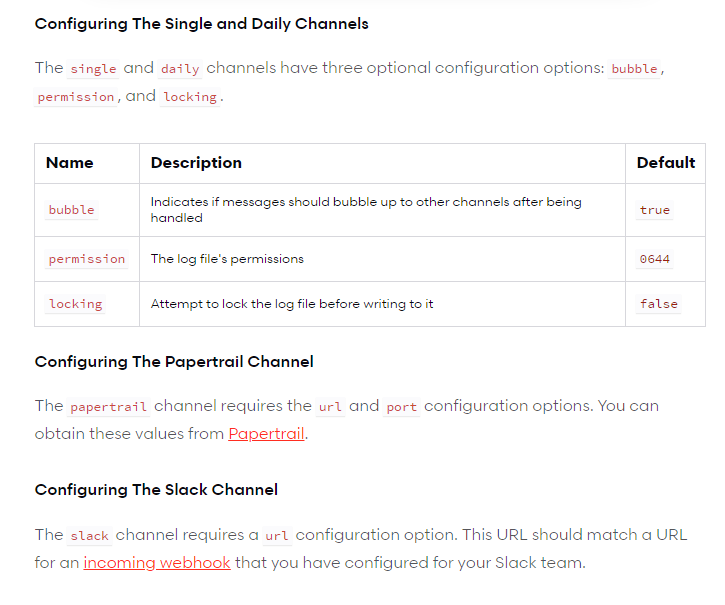 Configuring The Single and Daily Channels
The single and daily channels have three optional configuration options: bubble,
permission, and locking.
Name Description Default
bubble Indicates if messages should bubble up to other channels after being handled true
permission The log file's permissions 0644
locking Attempt to lock the log file before writing to it false
Configuring The Papertrail Channel
The papertrail channel requires the url and port configuration options. You can
obtain these values from Papertrail.
Configuring The Slack Channel
The slack channel requires a url configuration option. This URL should match a URL
for an incoming webhook that you have configured for your Slack team.